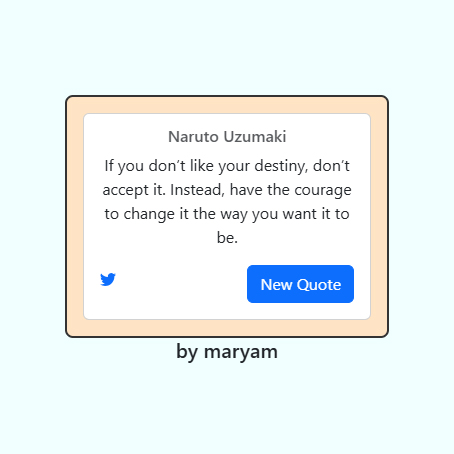 Naruto Uzumaki
If you don't like your destiny, don't
accept it. Instead, have the courage
to change it the way you want it to
be.
New Quote
by maryam